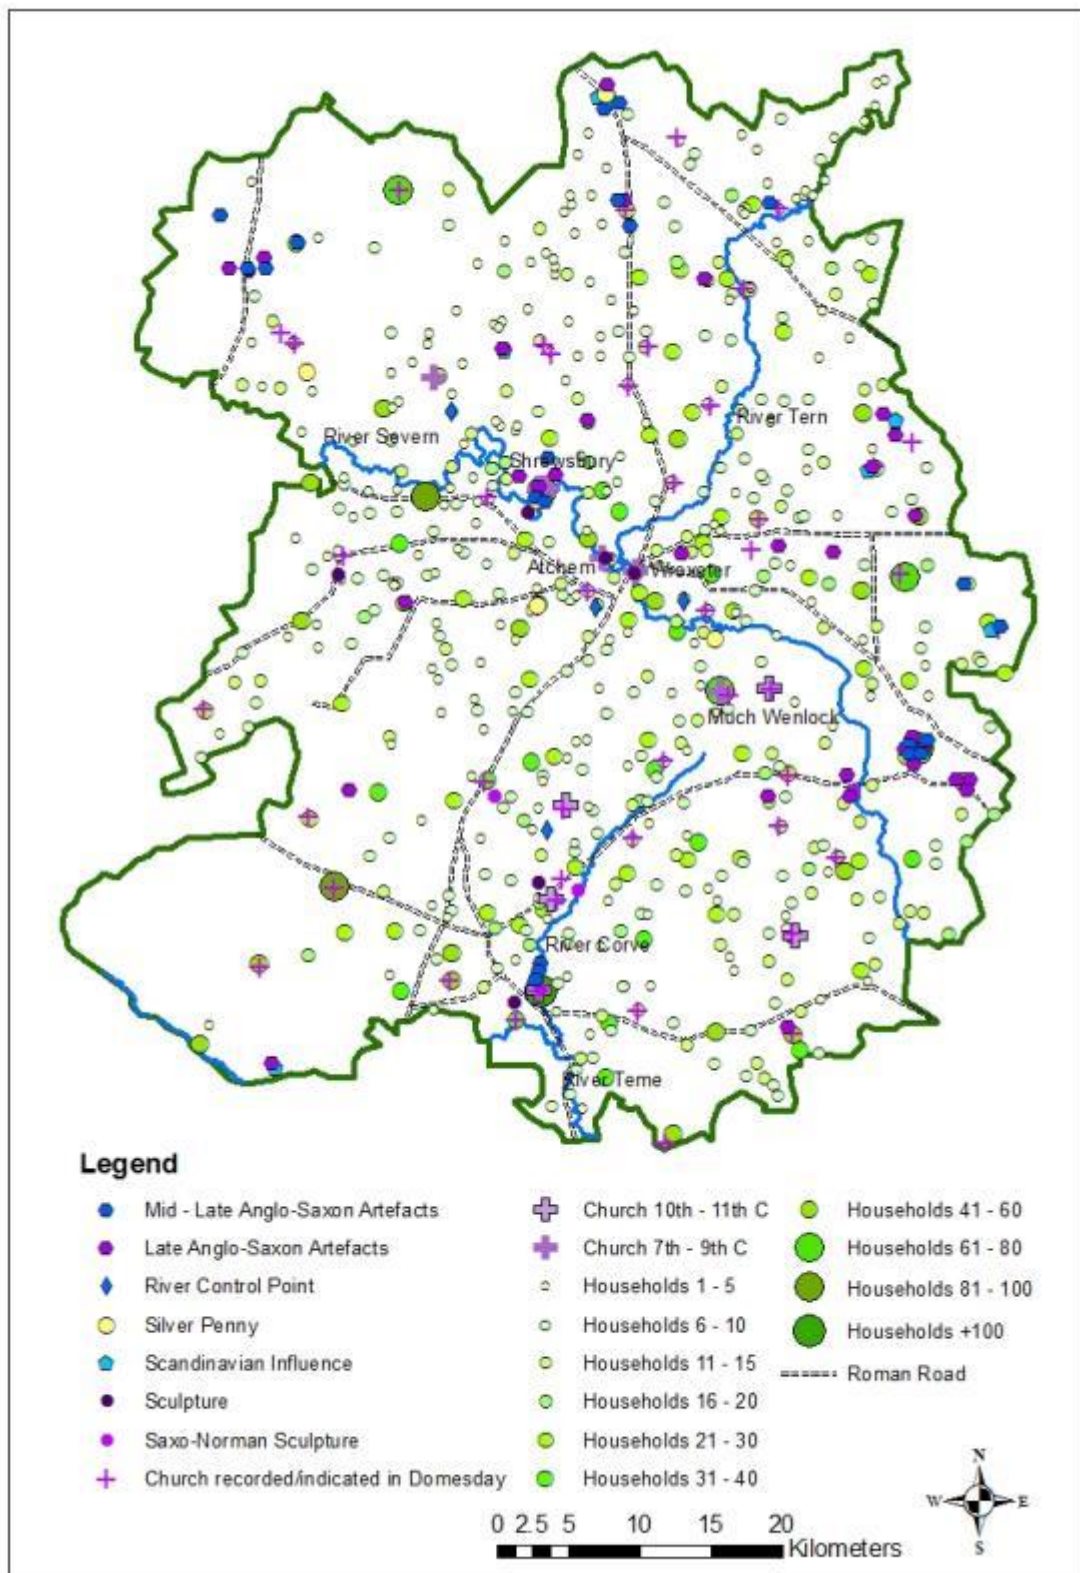 River Severn
Shrewsbury
River Tern
Atcham
Wroxeter
Much Wenlock
River Corve
River Teme
Legend
Mid - Late Anglo-Saxon Artefacts
Late Anglo-Saxon Artefacts
River Control Point
Silver Penny
Scandinavian Influence
Sculpture
Saxo-Norman Sculpture
Church recorded/indicated in Domesday
Church 10th - 11th C
Church 7th - 9th C
Households 1 - 5
Households 6 - 10
Households 11 - 15
Households 16 - 20
Households 21 - 30
Households 31 - 40
Households 41 - 60
Households 61 - 80
Households 81 - 100
Households +100
Roman Road
N
W E
S
0 2.5 5 10 15 20
Kilometers